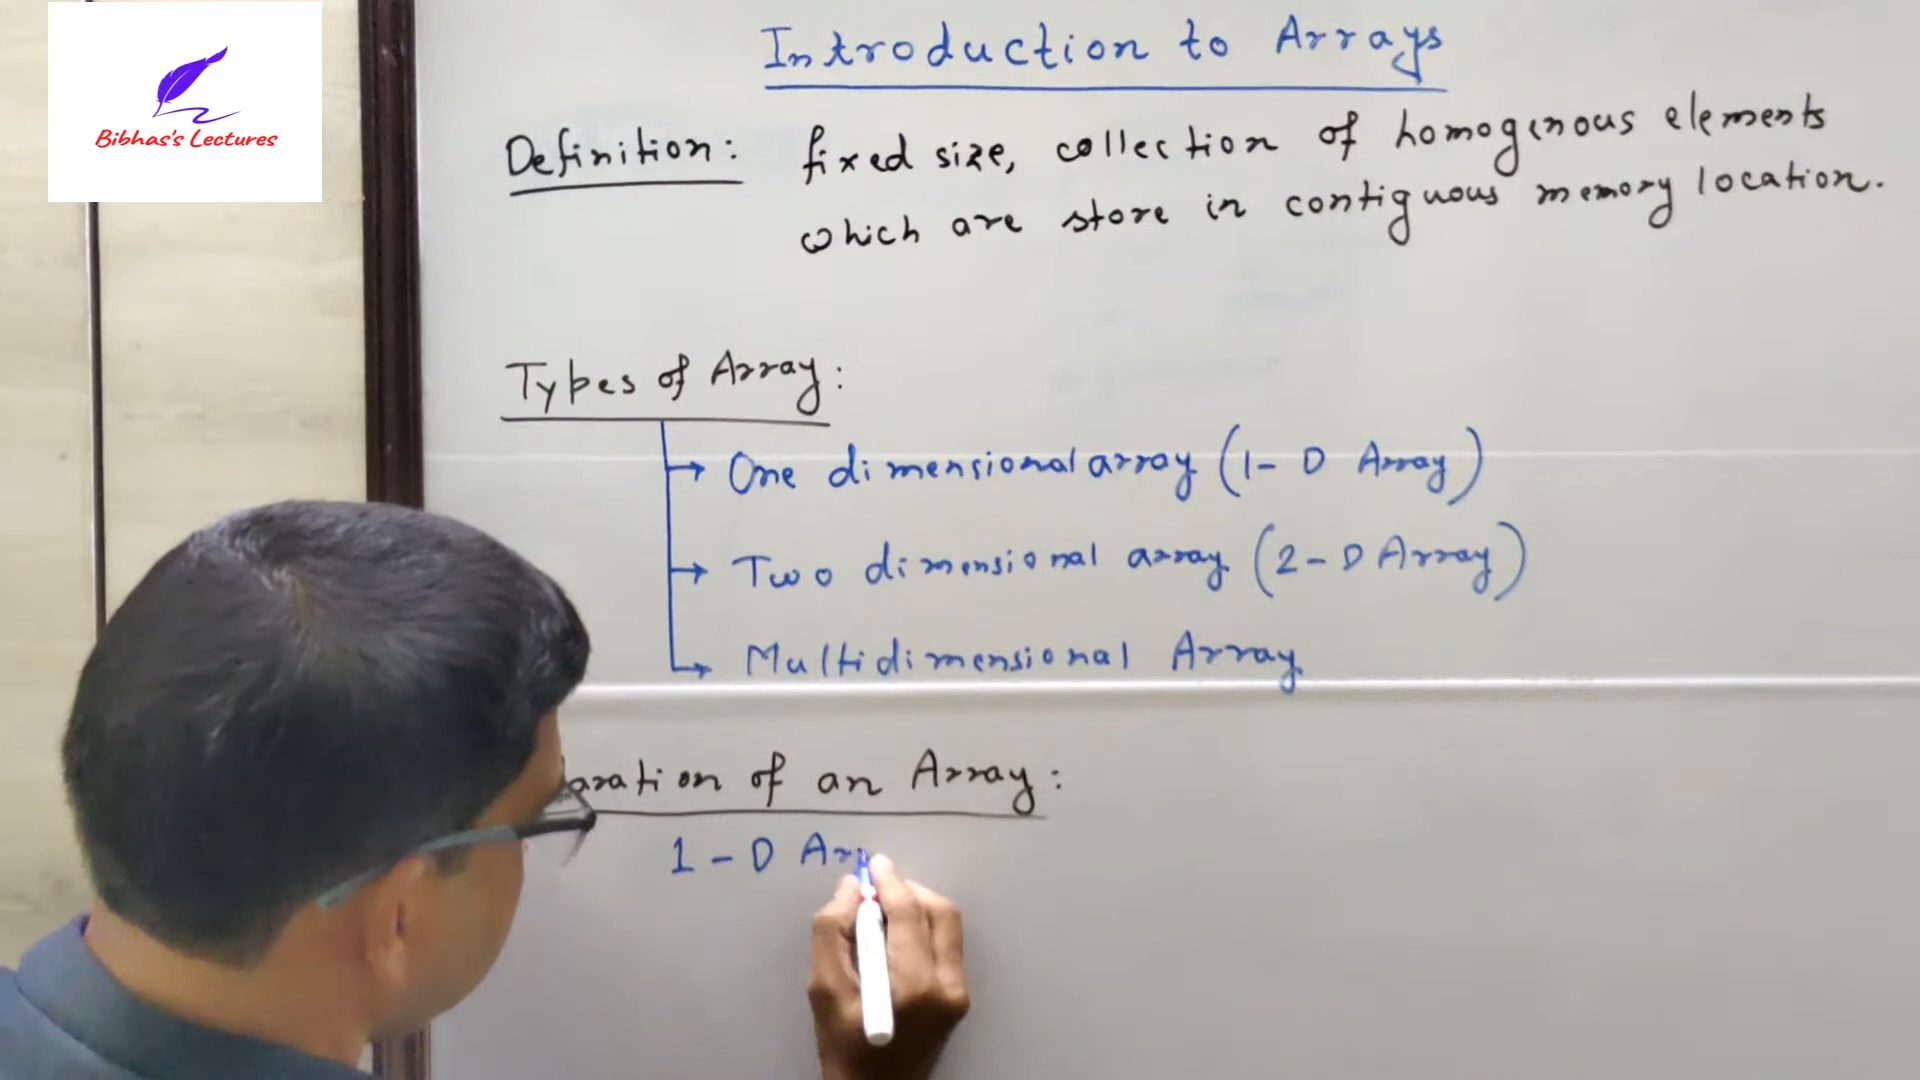 Bibhas's Lectures
Introduction to Arrays
Definition: fixed size, collection of homogenous elements
which are store in contiguous memory location.
Types of Array:
One dimensional array (1-D Array)
Two dimensional array (2-D Array)
Multidimensional Array
of an Array:
1-D